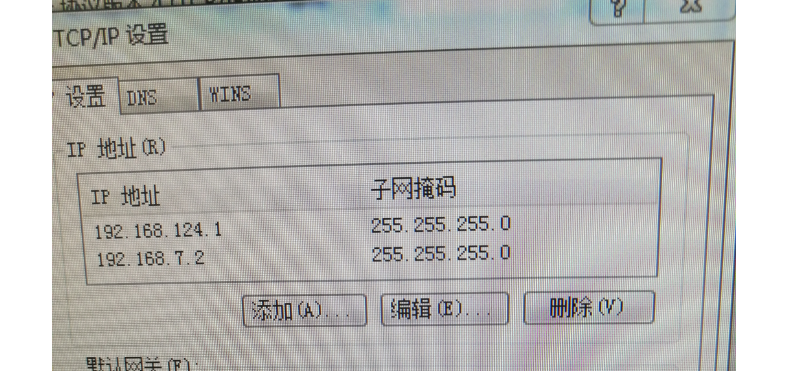 TCP/IP 设置
设置 DNS WINS
IP 地址(R)
IP 地址 子网掩码
192.168.124.1 255.255.255.0
192.168.7.2 255.255.255.0
添加(A)... 编辑(E)... 删除(V)
默认网关(F):